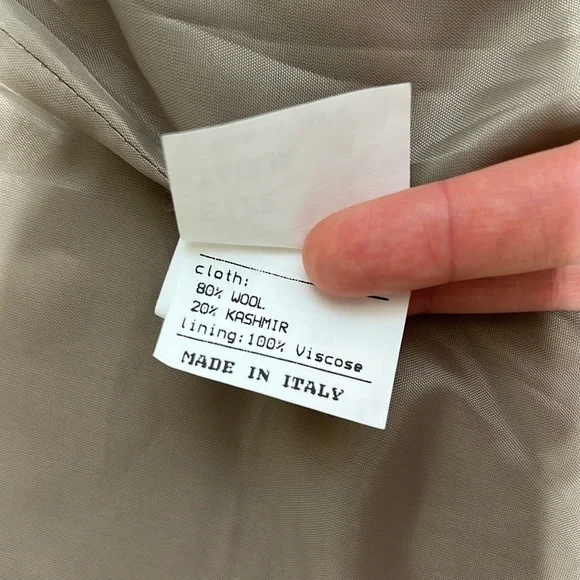 cloth:
80% WOOL
20% KASHMIR
lining:100% Viscose
MADE IN ITALY